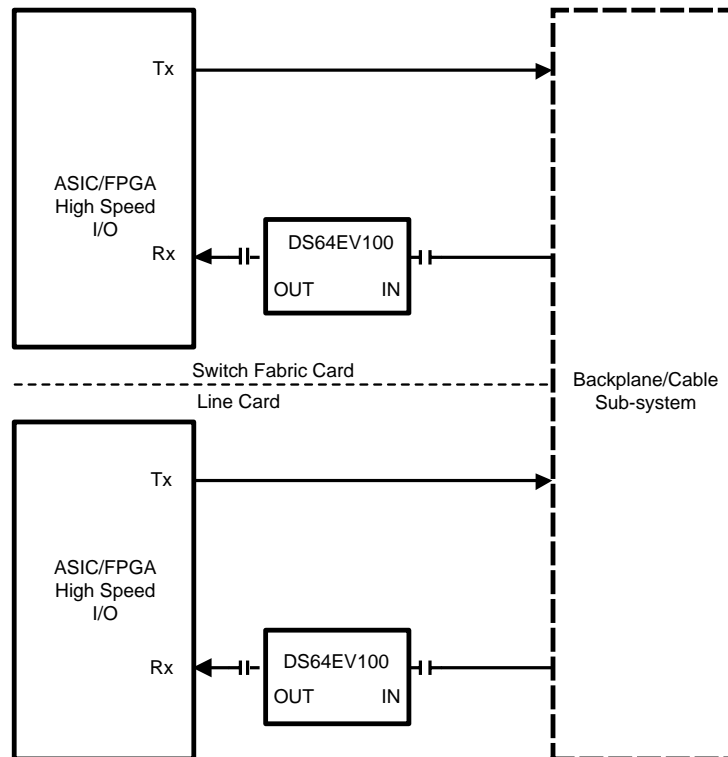 Tx
ASIC/FPGA
High Speed
I/O
Rx
DS64EV100
OUT IN
Switch Fabric Card
Line Card
Backplane/Cable
Sub-system
Tx
ASIC/FPGA
High Speed
I/O
Rx
DS64EV100
OUT IN